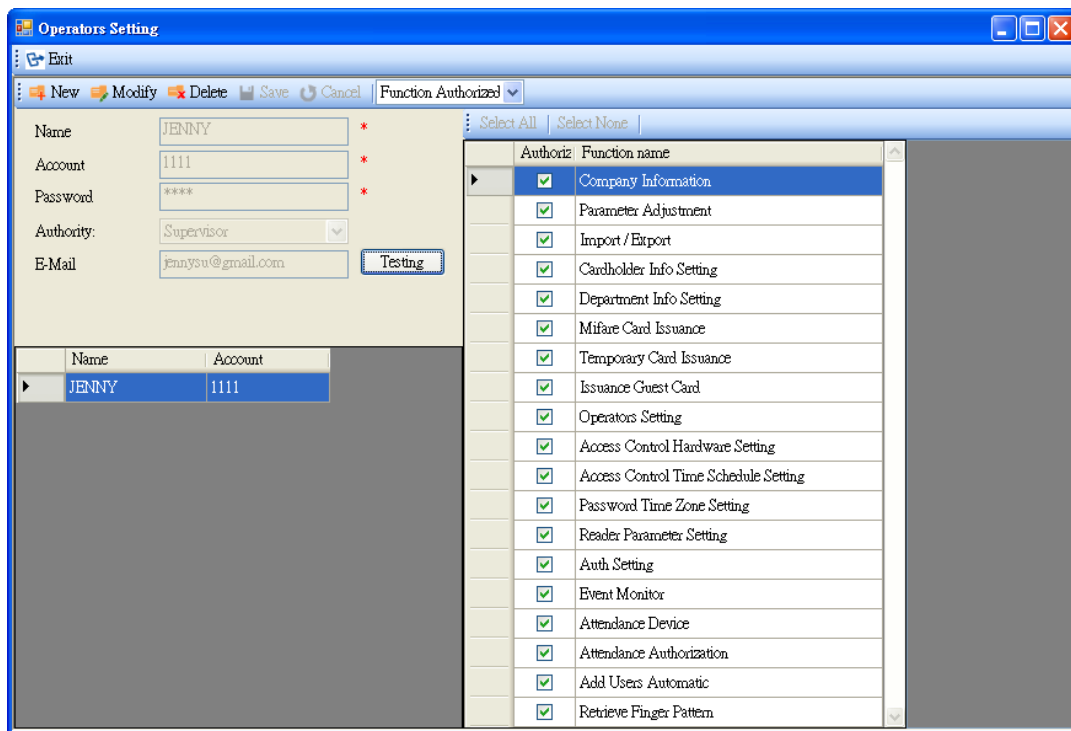 Operators Setting
Exit
New Modify Delete Save Cancel Function Authorized
Name JENNY *
Account 1111 *
Password **** *
Authority: Supervisor
E-Mail jennysu@gmail.com Testing
Name Account
JENNY 1111
Select All Select None
Authoriz Function name
Company Information
Parameter Adjustment
Import / Export
Cardholder Info Setting
Department Info Setting
Mifare Card Issuance
Temporary Card Issuance
Issuance Guest Card
Operators Setting
Access Control Hardware Setting
Access Control Time Schedule Setting
Password Time Zone Setting
Reader Parameter Setting
Auth Setting
Event Monitor
Attendance Device
Attendance Authorization
Add Users Automatic
Retrieve Finger Pattern